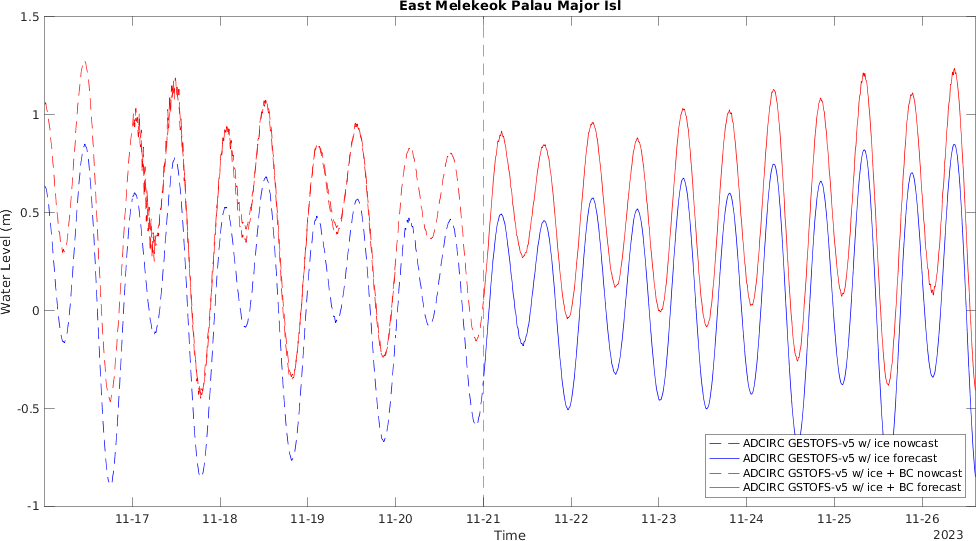 East Melekeok Palau Major Isl
Water Level (m)
1.5
1
0.5
0
-0.5
-1
11-17 11-18 11-19 11-20 11-21 11-22 11-23 11-24 11-25 11-26
Time
2023
ADCIRC GESTOFS-v5 w/ ice nowcast
ADCIRC GESTOFS-v5 w/ ice forecast
ADCIRC GSTOFS-v5 w/ ice + BC nowcast
ADCIRC GSTOFS-v5 w/ ice + BC forecast